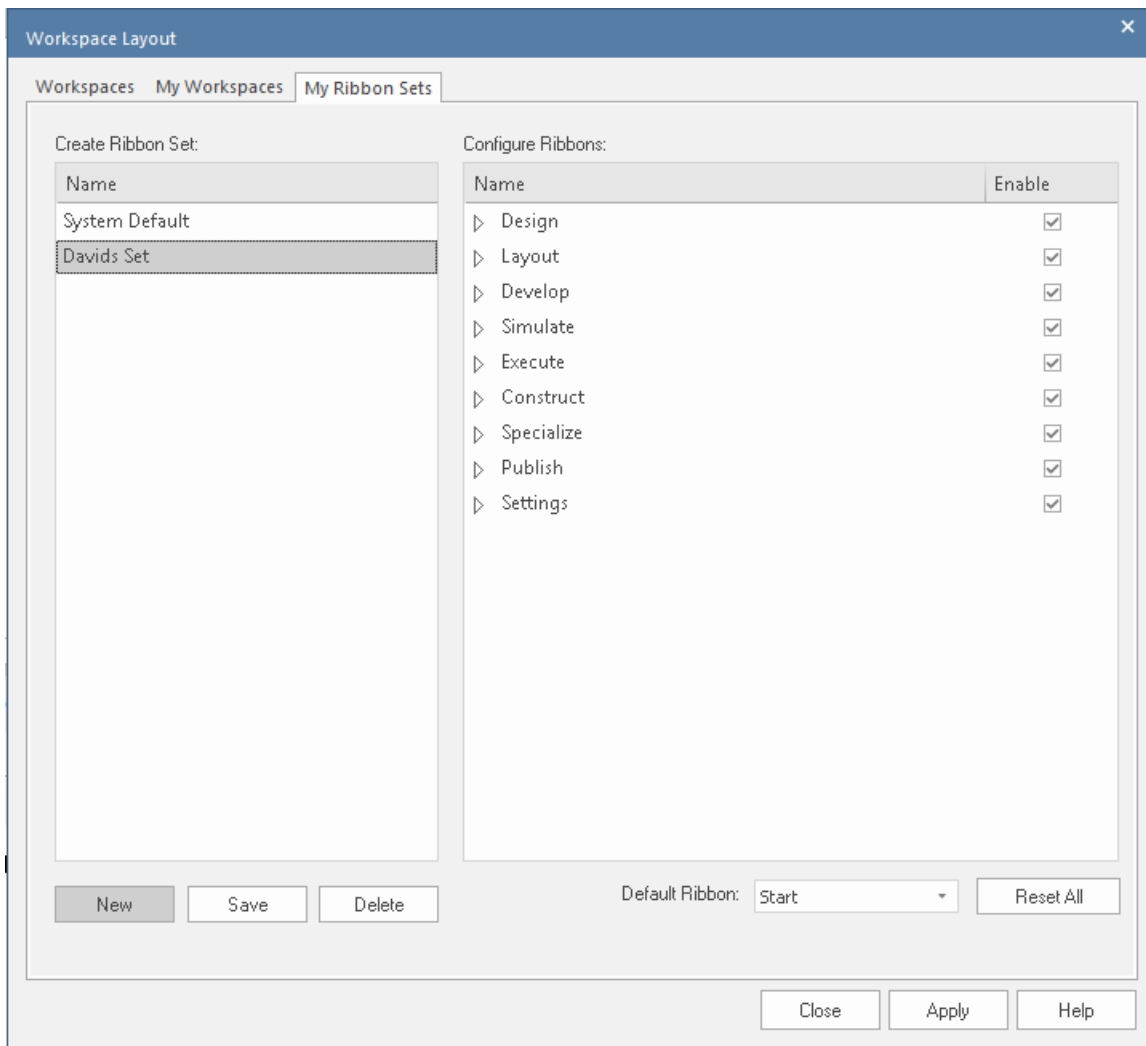 Workspace Layout
Workspaces My Workspaces My Ribbon Sets
Create Ribbon Set:
Name
System Default
Davids Set
New Save Delete
Configure Ribbons:
Name Enable
Design
Layout
Develop
Simulate
Execute
Construct
Specialize
Publish
Settings
Default Ribbon: Start Reset All
Close Apply Help